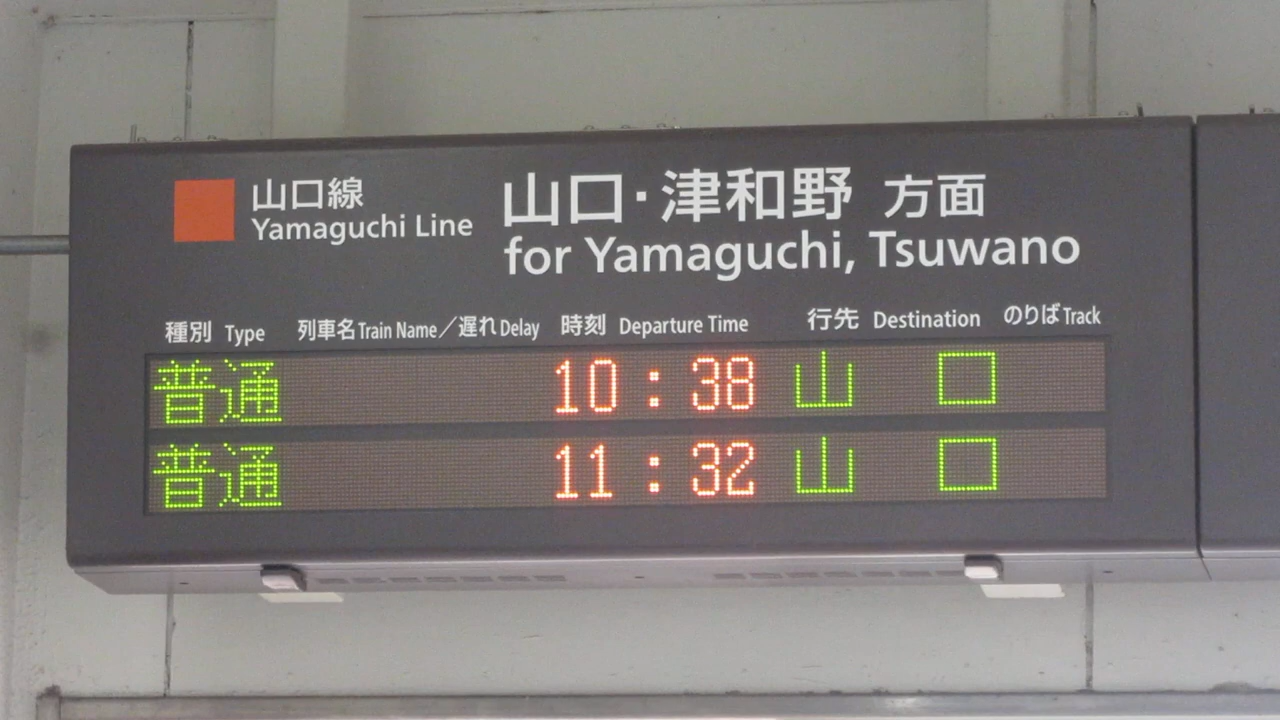 山口線 山口・津和野 方面
Yamaguchi Line for Yamaguchi, Tsuwano
種別 Type 列車名 Train Name／遅れ Delay 時刻 Departure Time 行先 Destination のりば Track
普通 10:38 山口
普通 11:32 山口